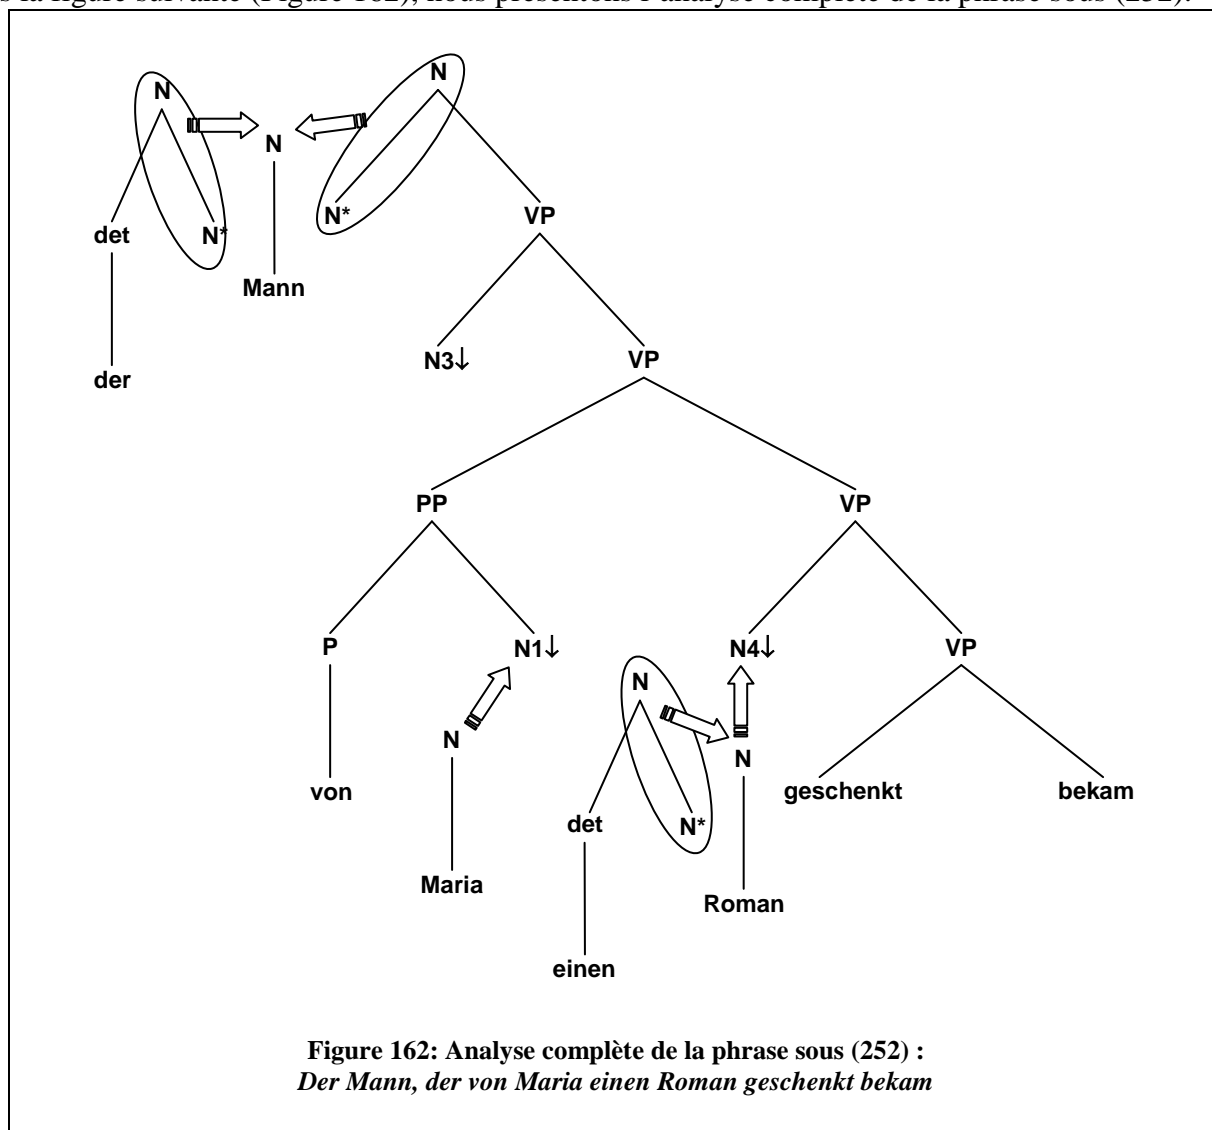 s la figure suivante (Figure 162), nous présentons l'analyse complète de la phrase sous (252).
N
N
N
N*
VP
det
N*
Mann
N3↓
VP
der
PP
VP
P
N1↓
N4↓
VP
N
N
N
von
geschenkt
bekam
det
N*
Maria
Roman
einen
Figure 162: Analyse complète de la phrase sous (252) :
Der Mann, der von Maria einen Roman geschenkt bekam